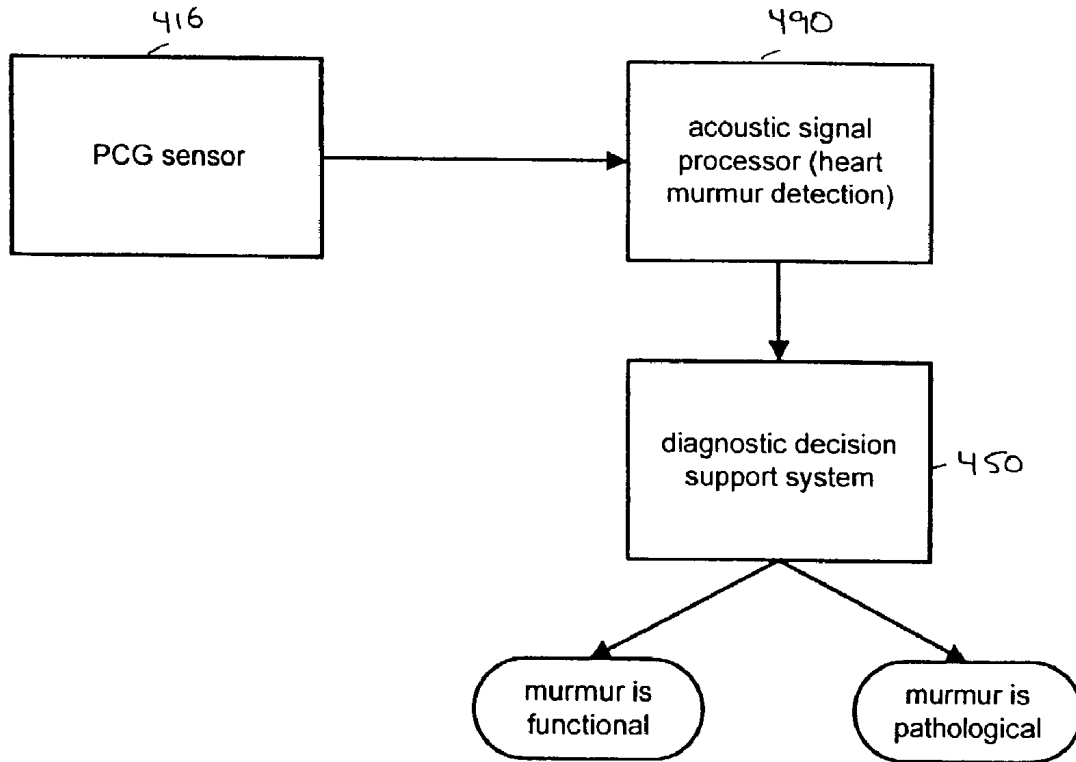 416
490
PCG sensor
acoustic signal
processor (heart
murmur detection)
diagnostic decision
support system
450
murmur is
functional
murmur is
pathological